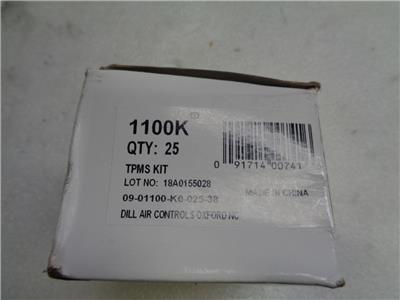 1100K
QTY: 25
TPMS KIT
LOT NO: 18A0155028
09-01100-K0-025-38
DILL AIR CONTROLS OXFORD NC
0 91714 00741
MADE IN CHINA